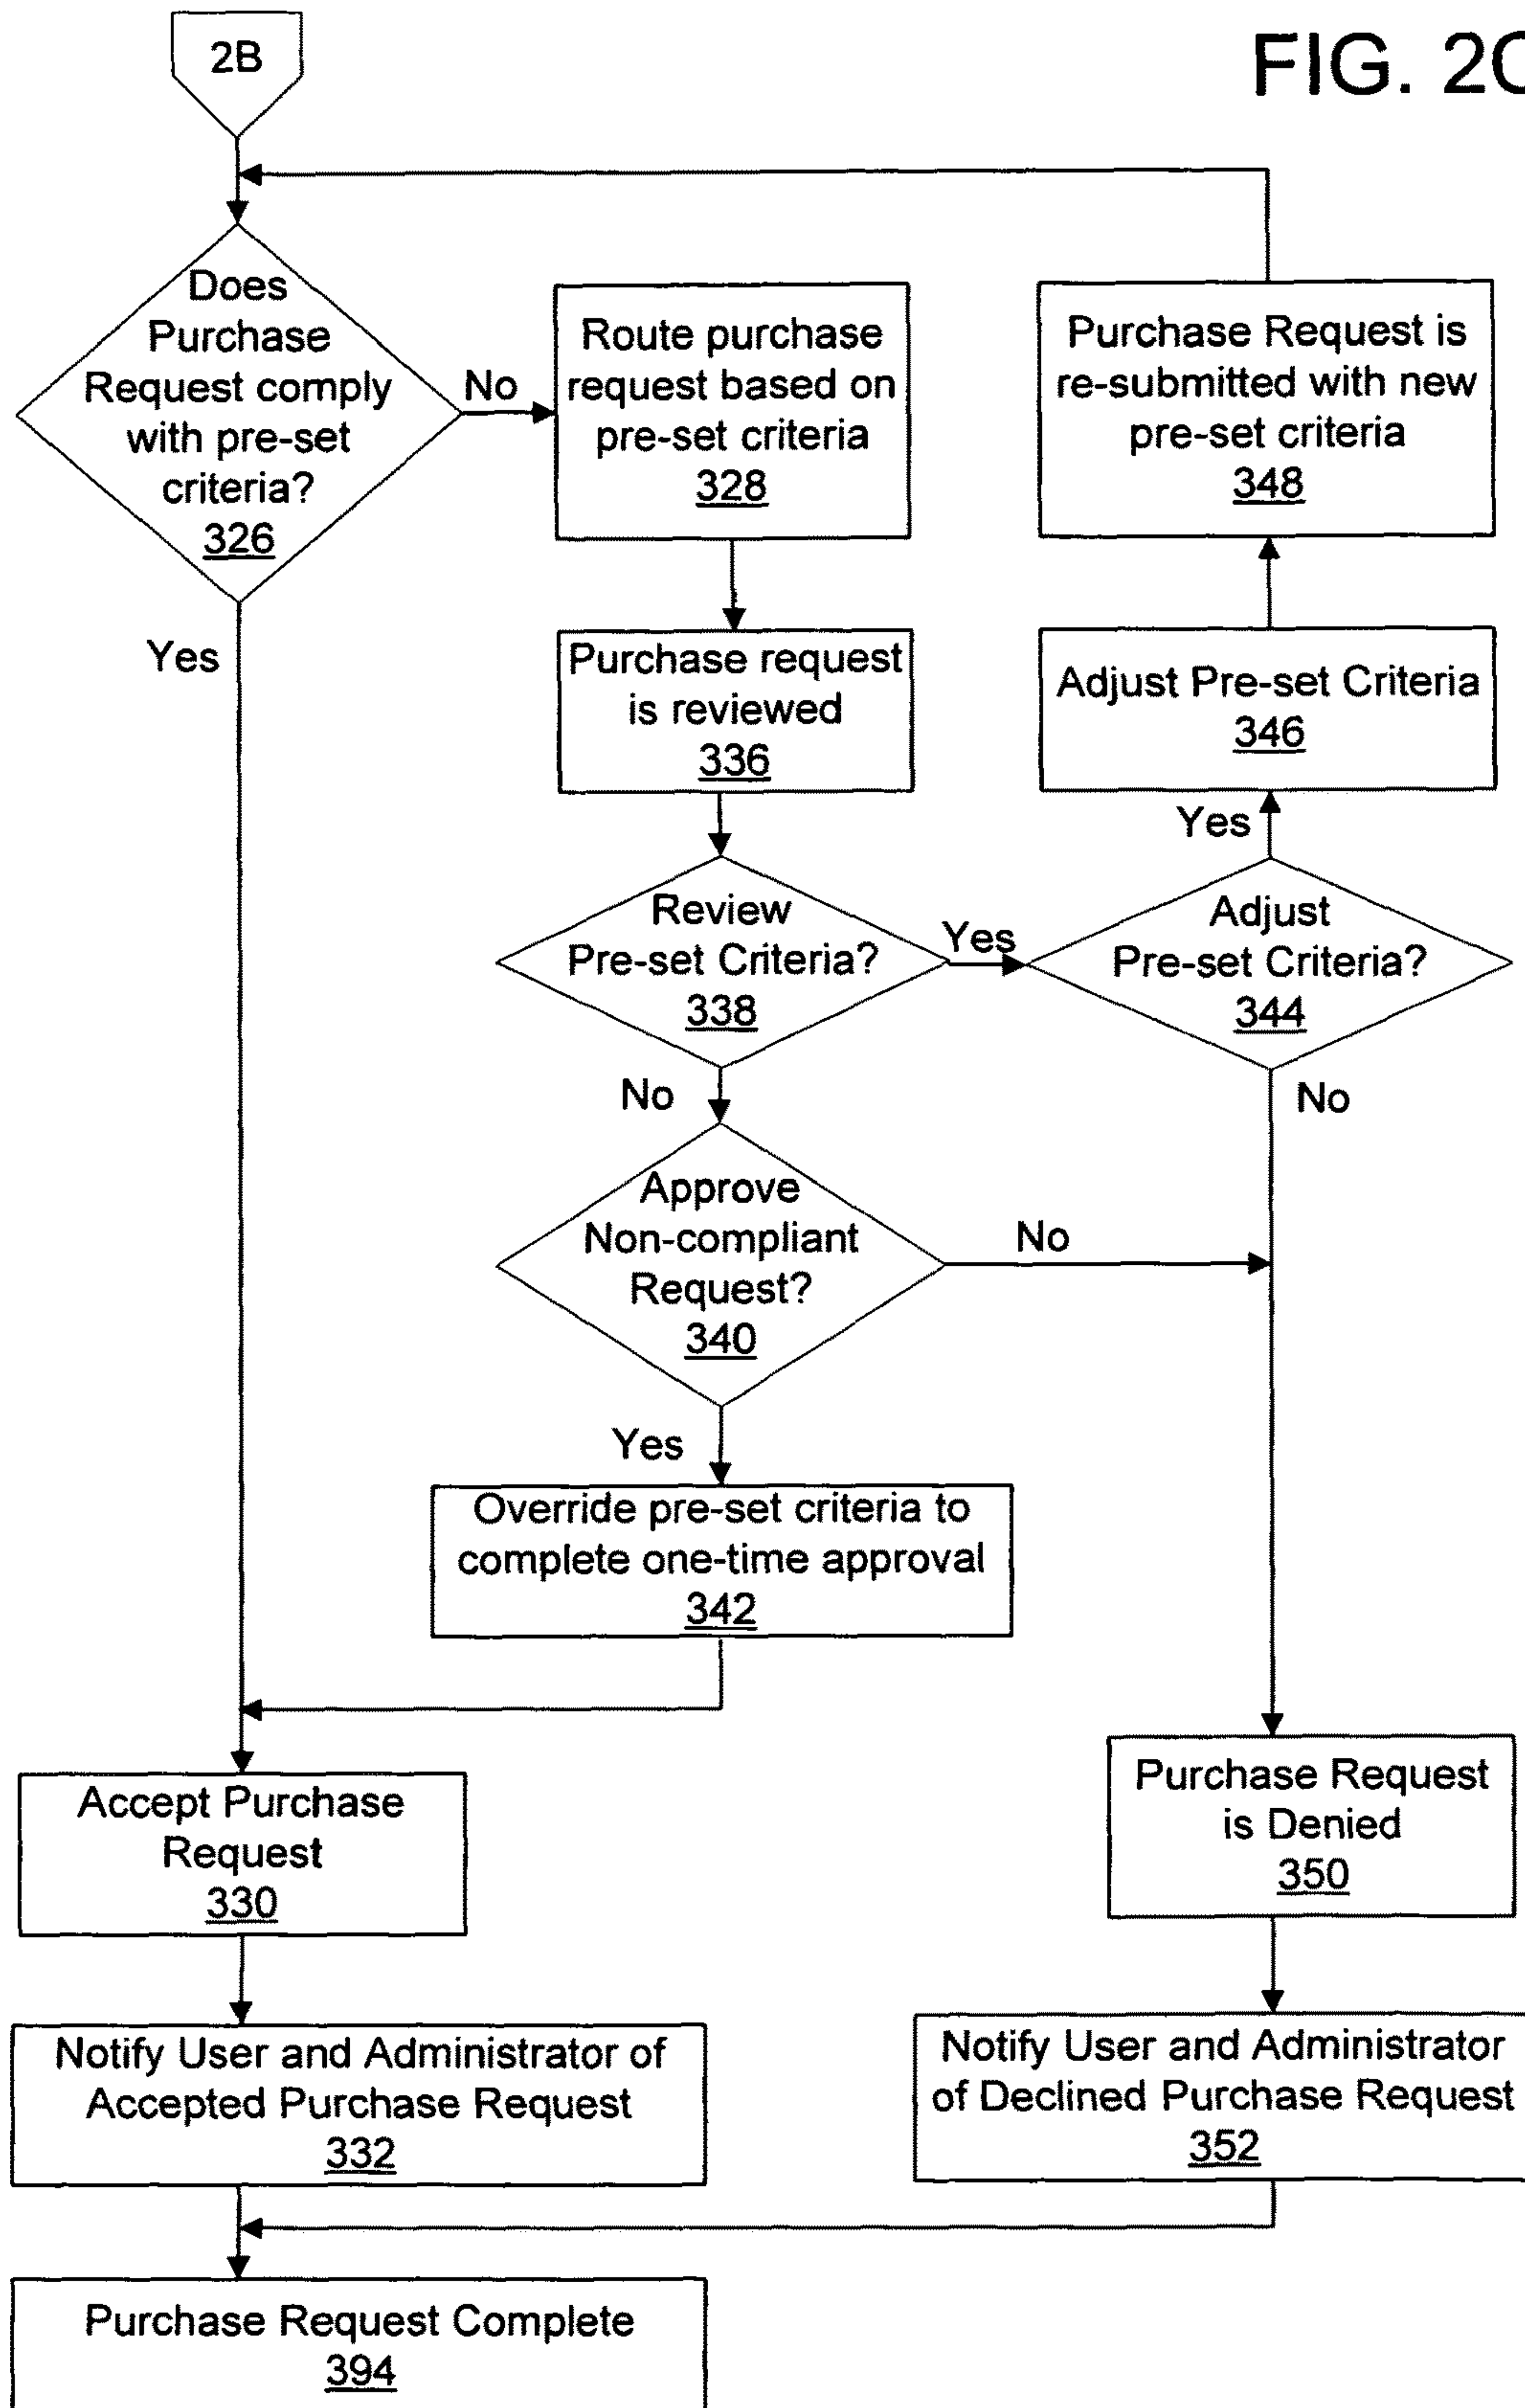 2B
FIG. 2C
Does
Purchase
Request comply
with pre-set
criteria?
326
No
Yes
Route purchase
request based on
pre-set criteria
328
Purchase Request is
re-submitted with new
pre-set criteria
348
Purchase request
is reviewed
336
Adjust Pre-set Criteria
346
Yes
Review
Pre-set Criteria?
338
Yes
Adjust
Pre-set Criteria?
344
No
No
Approve
Non-compliant
Request?
340
No
Yes
Override pre-set criteria to
complete one-time approval
342
Accept Purchase
Request
330
Purchase Request
is Denied
350
Notify User and Administrator of
Accepted Purchase Request
332
Notify User and Administrator
of Declined Purchase Request
352
Purchase Request Complete
394